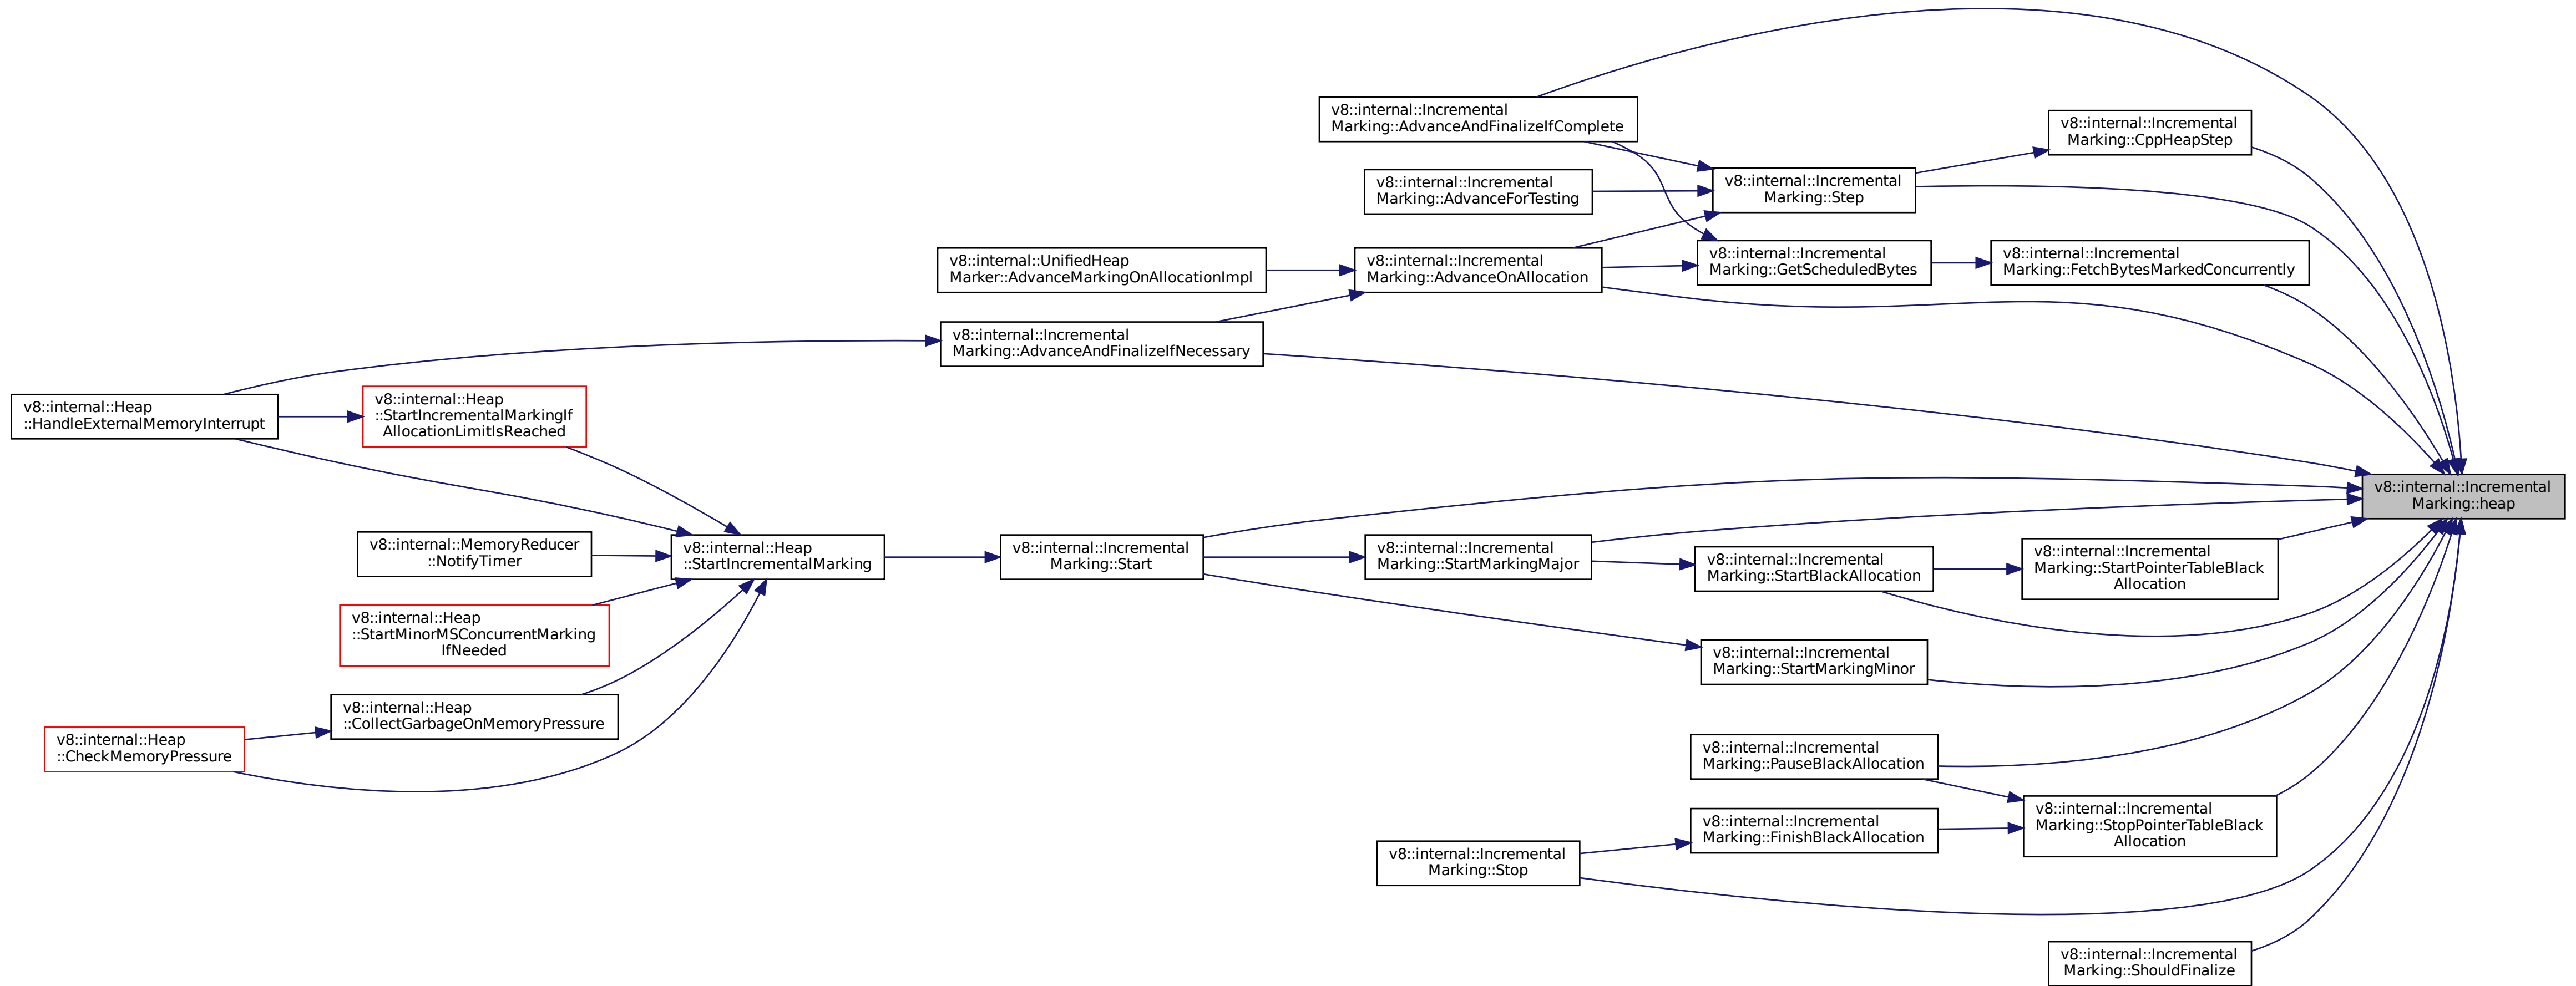 v8::internal::Incremental
Marking::AdvanceAndFinalizeIfComplete
v8::internal::Incremental
Marking::CppHeapStep
v8::internal::Incremental
Marking::AdvanceForTesting
v8::internal::Incremental
Marking::Step
v8::internal::UnifiedHeap
Marker::AdvanceMarkingOnAllocationImpl
v8::internal::Incremental
Marking::AdvanceOnAllocation
v8::internal::Incremental
Marking::GetScheduledBytes
v8::internal::Incremental
Marking::FetchBytesMarkedConcurrently
v8::internal::Incremental
Marking::AdvanceAndFinalizeIfNecessary
v8::internal::Heap
::HandleExternalMemoryInterrupt
v8::internal::Heap
::StartIncrementalMarkingIf
AllocationLimitIsReached
v8::internal::Incremental
Marking::heap
v8::internal::MemoryReducer
::NotifyTimer
v8::internal::Heap
::StartIncrementalMarking
v8::internal::Incremental
Marking::Start
v8::internal::Incremental
Marking::StartMarkingMajor
v8::internal::Incremental
Marking::StartBlackAllocation
v8::internal::Incremental
Marking::StartPointerTableBlack
Allocation
v8::internal::Heap
::StartMinorMSConcurrentMarking
IfNeeded
v8::internal::Incremental
Marking::StartMarkingMinor
v8::internal::Heap
::CollectGarbageOnMemoryPressure
v8::internal::Heap
::CheckMemoryPressure
v8::internal::Incremental
Marking::PauseBlackAllocation
v8::internal::Incremental
Marking::StopPointerTableBlack
Allocation
v8::internal::Incremental
Marking::FinishBlackAllocation
v8::internal::Incremental
Marking::Stop
v8::internal::Incremental
Marking::ShouldFinalize